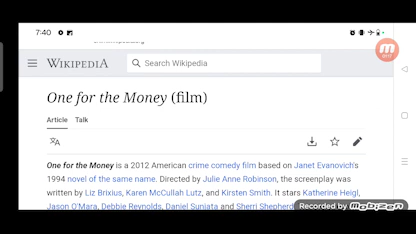 7:40
WIKIPEDIA
Search Wikipedia
One for the Money (film)
Article Talk
One for the Money is a 2012 American crime comedy film based on Janet Evanovich's
1994 novel of the same name. Directed by Julie Anne Robinson, the screenplay was
written by Liz Brixius, Karen McCullah Lutz, and Kirsten Smith. It stars Katherine Heigl,
Jason O'Mara, Debbie Reynolds, Daniel Sunjata and Sherri Shepherd
Recorded by Mobizen